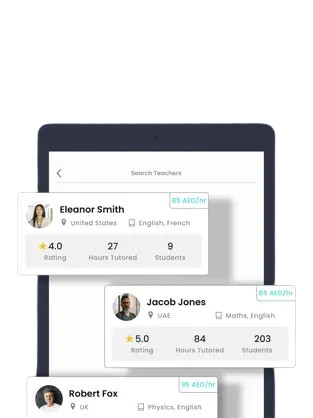 Search Teachers
85 AED/hr
Eleanor Smith
United States English, French
4.0 27 9
Rating Hours Tutored Students
65 AED/hr
Jacob Jones
UAE Maths, English
5.0 84 203
Rating Hours Tutored Students
95 AED/hr
Robert Fox
UK Physics, English